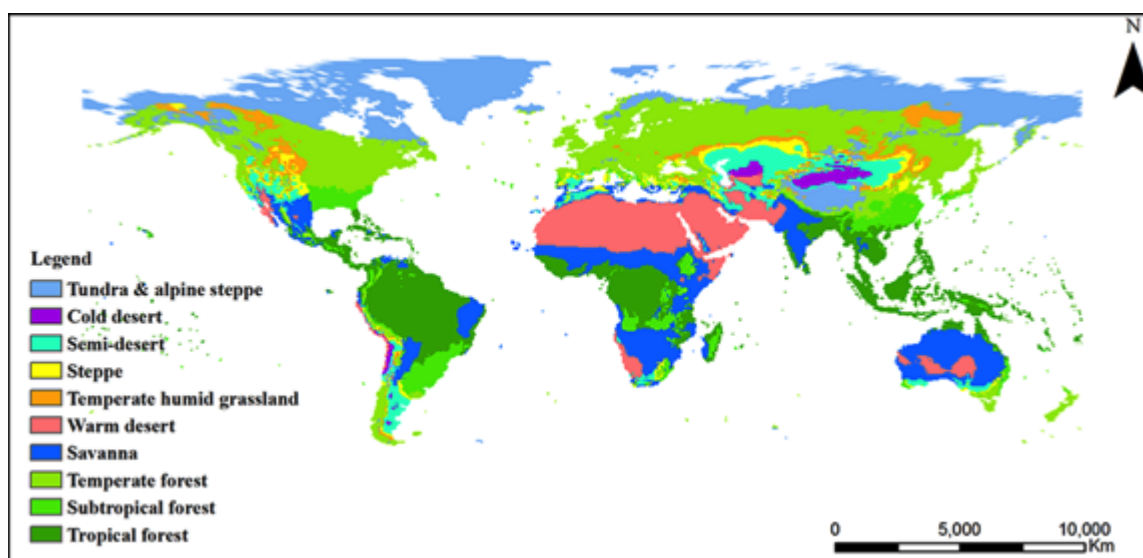 N
Legend
Tundra & alpine steppe
Cold desert
Semi-desert
Steppe
Temperate humid grassland
Warm desert
Savanna
Temperate forest
Subtropical forest
Tropical forest
0 5,000 10,000
Km